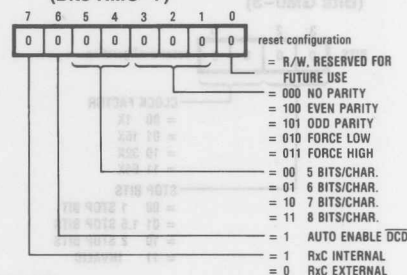 7 6 5 4 3 2 1 0
0 0 0 0 0 0 0 0 reset configuration
= R/W. RESERVED FOR
FUTURE USE
= 000 NO PARITY
= 100 EVEN PARITY
= 101 ODD PARITY
= 010 FORCE LOW
= 011 FORCE HIGH
= 00 5 BITS/CHAR.
= 01 6 BITS/CHAR.
= 10 7 BITS/CHAR.
= 11 8 BITS/CHAR.
= 1 AUTO ENABLE DCD
= 1 RxC INTERNAL
= 0 RxC EXTERNAL